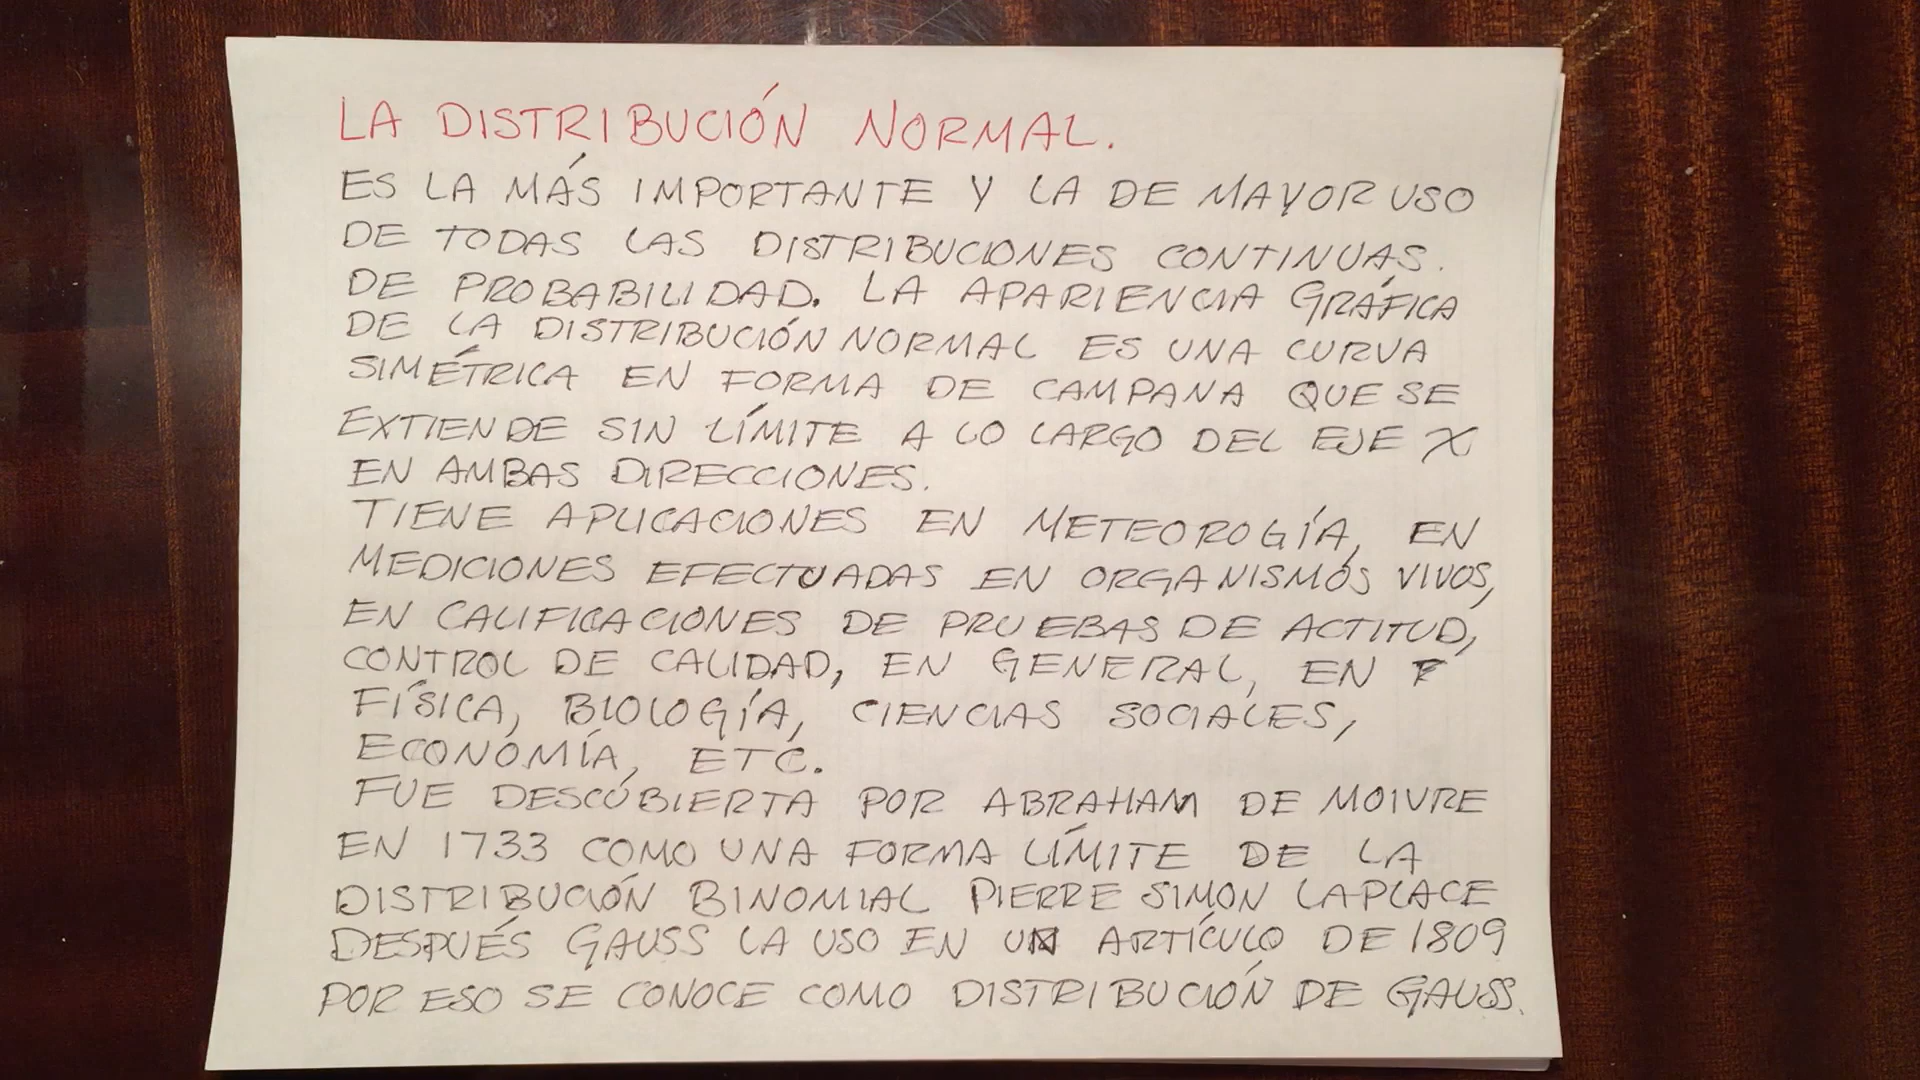 LA DISTRIBUCIÓN NORMAL.
ES LA MÁS IMPORTANTE Y LA DE MAYOR USO
DE TODAS LAS DISTRIBUCIONES CONTINUAS.
DE PROBABILIDAD. LA APARIENCIA GRÁFICA
DE LA DISTRIBUCIÓN NORMAL ES UNA CURVA
SIMÉTRICA EN FORMA DE CAMPANA QUE SE
EXTIENDE SIN LÍMITE A LO LARGO DEL EJE X
EN AMBAS DIRECCIONES.
TIENE APLICACIONES EN METEOROGÍA, EN
MEDICIONES EFECTUADAS EN ORGANISMOS VIVOS,
EN CALIFICACIONES DE PRUEBAS DE ACTITUD,
CONTROL DE CALIDAD, EN GENERAL, EN F
FÍSICA, BIOLOGÍA, CIENCIAS SOCIALES,
ECONOMÍA, ETC.
FUE DESCUBIERTA POR ABRAHAM DE MOIVRE
EN 1733 COMO UNA FORMA LÍMITE DE LA
DISTRIBUCIÓN BINOMIAL PIERRE SIMON LAPLACE
DESPUÉS GAUSS LA USO EN UN ARTÍCULO DE 1809
POR ESO SE CONOCE COMO DISTRIBUCIÓN DE GAUSS.